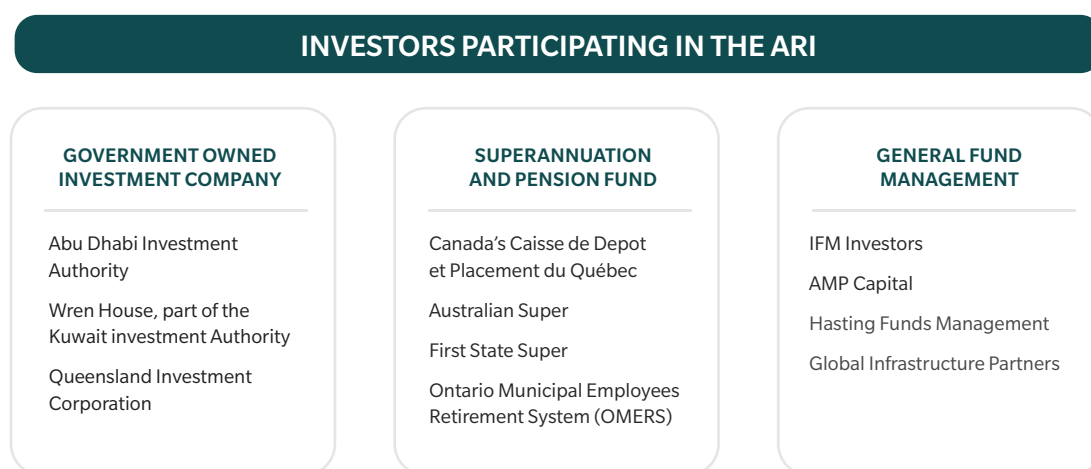 INVESTORS PARTICIPATING IN THE ARI
GOVERNMENT OWNED
INVESTMENT COMPANY
Abu Dhabi Investment
Authority
Wren House, part of the
Kuwait investment Authority
Queensland Investment
Corporation
SUPERANNUATION
AND PENSION FUND
Canada’s Caisse de Depot
et Placement du Québec
Australian Super
First State Super
Ontario Municipal Employees
Retirement System (OMERS)
GENERAL FUND
MANAGEMENT
IFM Investors
AMP Capital
Hasting Funds Management
Global Infrastructure Partners